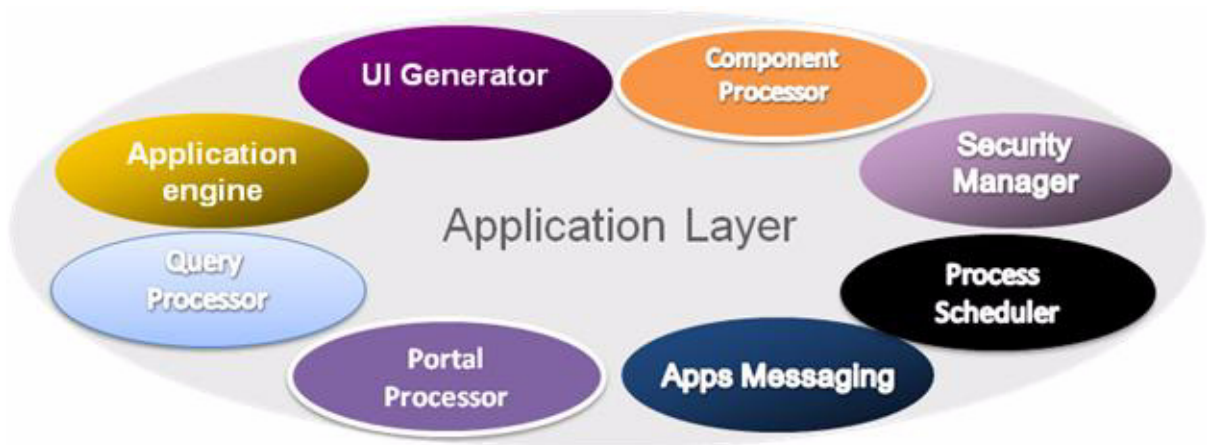 UI Generator
Component
Processor
Application
engine
Security
Manager
Application Layer
Query
Processor
Process
Scheduler
Portal
Processor
Apps Messaging